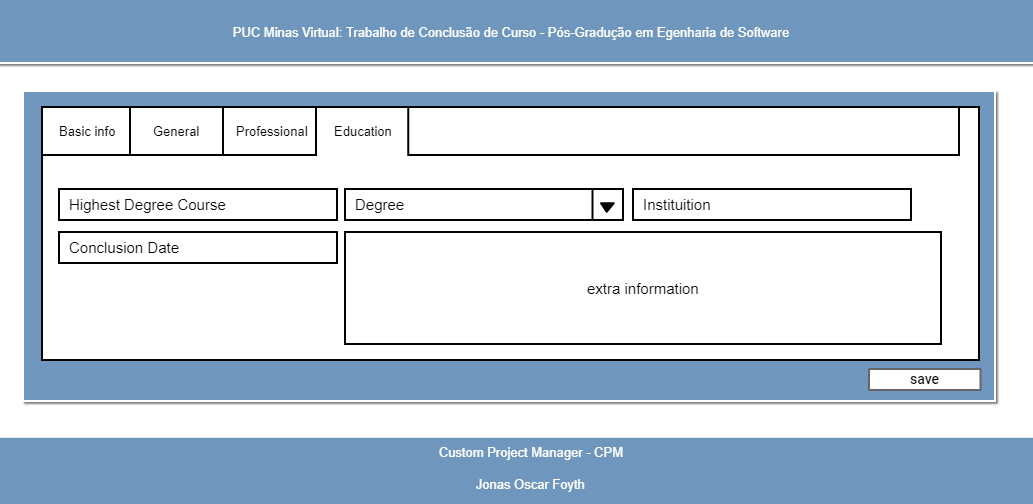 PUC Minas Virtual: Trabalho de Conclusão de Curso - Pós-Gradução em Egenharia de Software
Basic info
General
Professional
Education
Highest Degree Course
Degree
Instituition
Conclusion Date
extra information
save
Custom Project Manager - CPM
Jonas Oscar Foyth